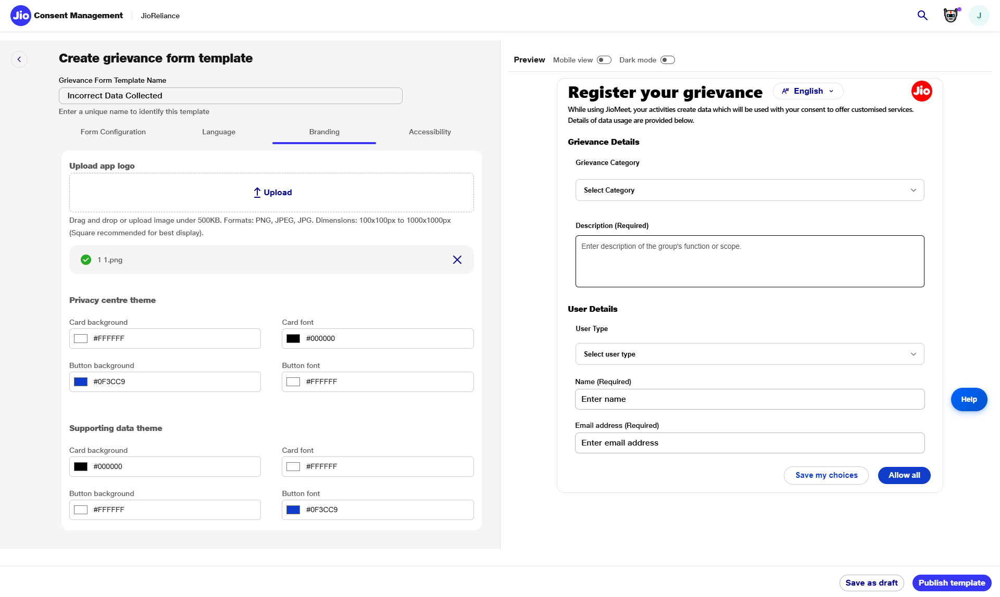 Jio Consent Management JioReliance J
Create grievance form template
Grievance Form Template Name
Incorrect Data Collected
Enter a unique name to identify this template
Form Configuration Language Branding Accessibility
Upload app logo
Upload
Drag and drop or upload image under 500KB. Formats: PNG, JPEG, JPG. Dimensions: 100x100px to 1000x1000px
(Square recommended for best display).
1 1.png
Privacy centre theme
Card background Card font
#FFFFFF #000000
Button background Button font
#0F3CC9 #FFFFFF
Supporting data theme
Card background Card font
#000000 #FFFFFF
Button background Button font
#FFFFFF #0F3CC9
Preview Mobile view Dark mode
Register your grievance English Jio
While using JioMeet, your activities create data which will be used with your consent to offer customised services.
Details of data usage are provided below.
Grievance Details
Grievance Category
Select Category
Description (Required)
Enter description of the group's function or scope.
User Details
User Type
Select user type
Name (Required)
Enter name
Email address (Required)
Enter email address
Save my choices Allow all
Help
Save as draft Publish template